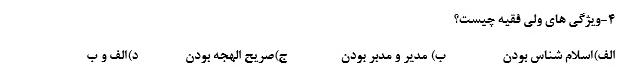 ۴-ویژگی های ولی فقیه چیست؟
الف)اسلام شناس بودن ب) مدیر و مدبر بودن ج)صریح الهجه بودن د)الف و ب